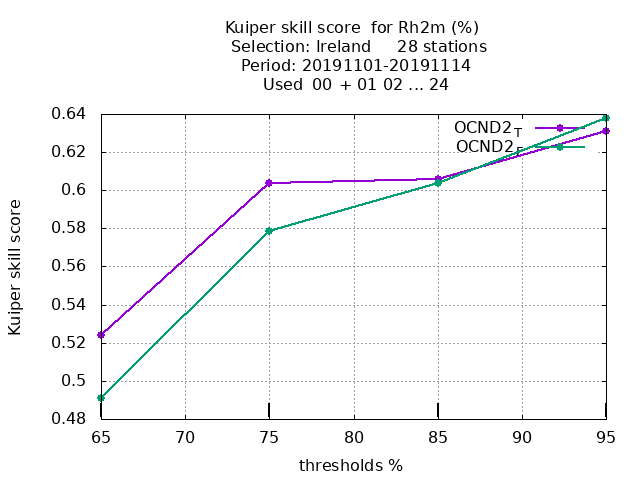 Kuiper skill score  for Rh2m (%)
Selection: Ireland     28 stations
Period: 20191101-20191114
Used  00 + 01 02 ... 24
0.64
0.62
0.6
0.58
0.56
0.54
0.52
0.5
0.48
Kuiper skill score
OCND2T
OCND2F
65 70 75 80 85 90 95
thresholds %